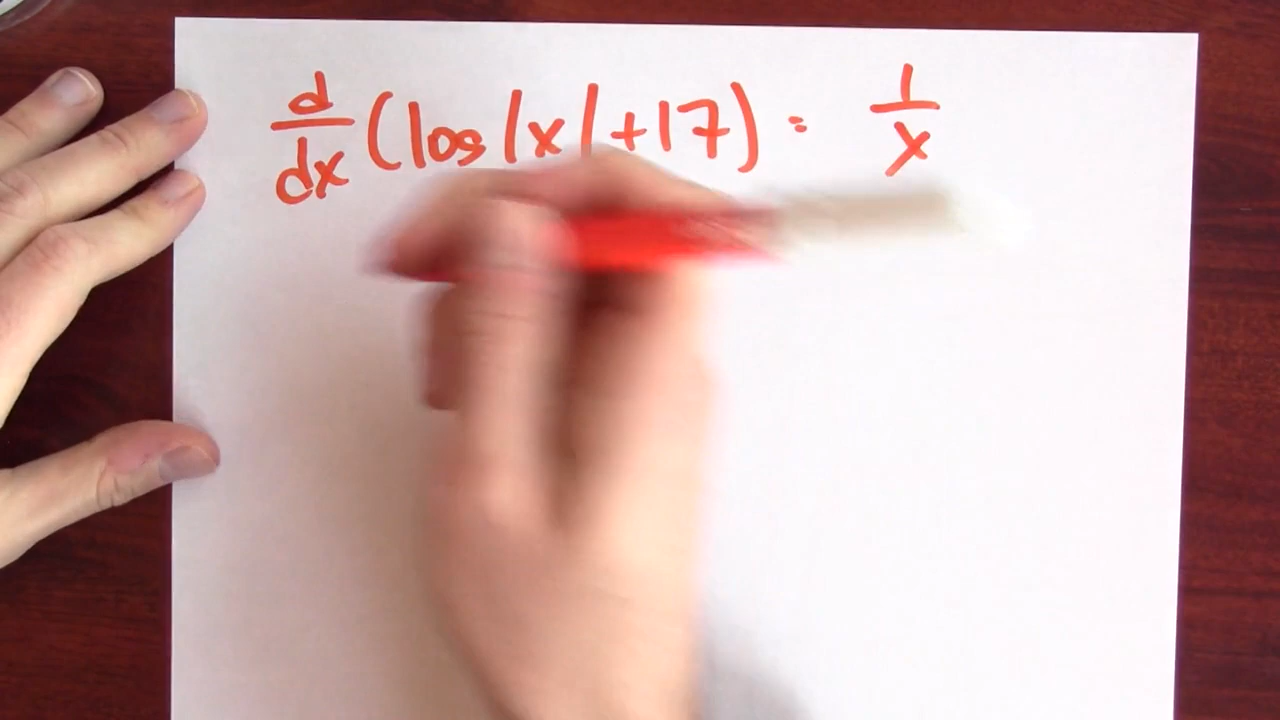 d/dx (log |x| + 17) = 1/x